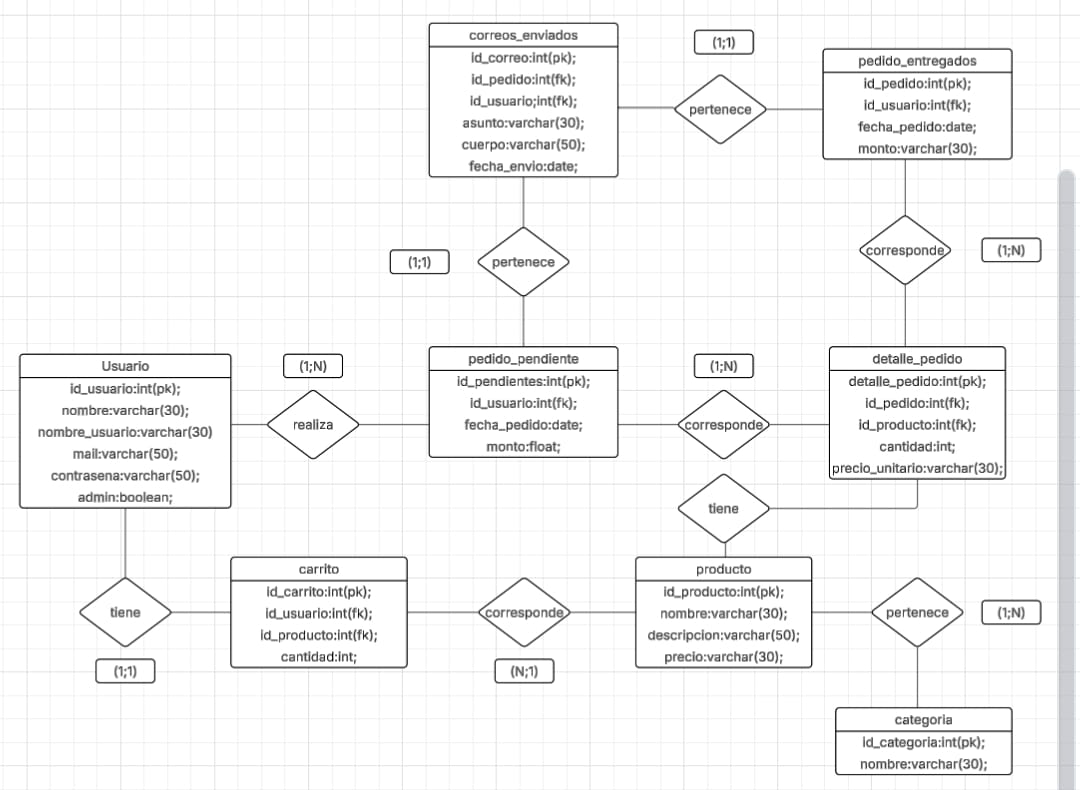 correos_enviados
id_correo:int(pk);
id_pedido:int(fk);
id_usuario;int(fk);
asunto:varchar(30);
cuerpo:varchar(50);
fecha_envio:date;
(1;1)
pertenece
pedido_entregados
id_pedido:int(pk);
id_usuario:int(fk);
fecha_pedido:date;
monto:varchar(30);
(1;1)
pertenece
corresponde
(1;N)
Usuario
id_usuario:int(pk);
nombre:varchar(30);
nombre_usuario:varchar(30)
mail:varchar(50);
contrasena:varchar(50);
admin:boolean;
(1;N)
realiza
pedido_pendiente
id_pendientes:int(pk);
id_usuario:int(fk);
fecha_pedido:date;
monto:float;
(1;N)
corresponde
detalle_pedido
detalle_pedido:int(pk);
id_pedido:int(fk);
id_producto:int(fk);
cantidad:int;
precio_unitario:varchar(30);
tiene
tiene
(1;1)
carrito
id_carrito:int(pk);
id_usuario:int(fk);
id_producto:int(fk);
cantidad:int;
corresponde
(N;1)
producto
id_producto:int(pk);
nombre:varchar(30);
descripcion:varchar(50);
precio:varchar(30);
pertenece
(1;N)
categoria
id_categoria:int(pk);
nombre:varchar(30);